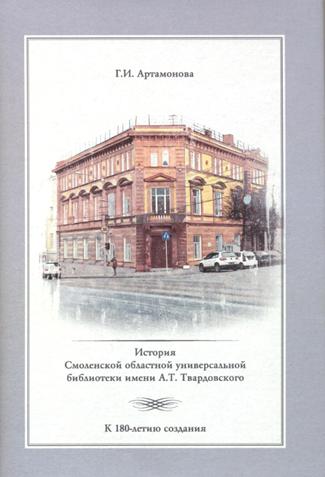 Г.И. Артамонова
История
Смоленской областной универсальной
библиотеки имени А.Т. Твардовского
К 180-летию создания